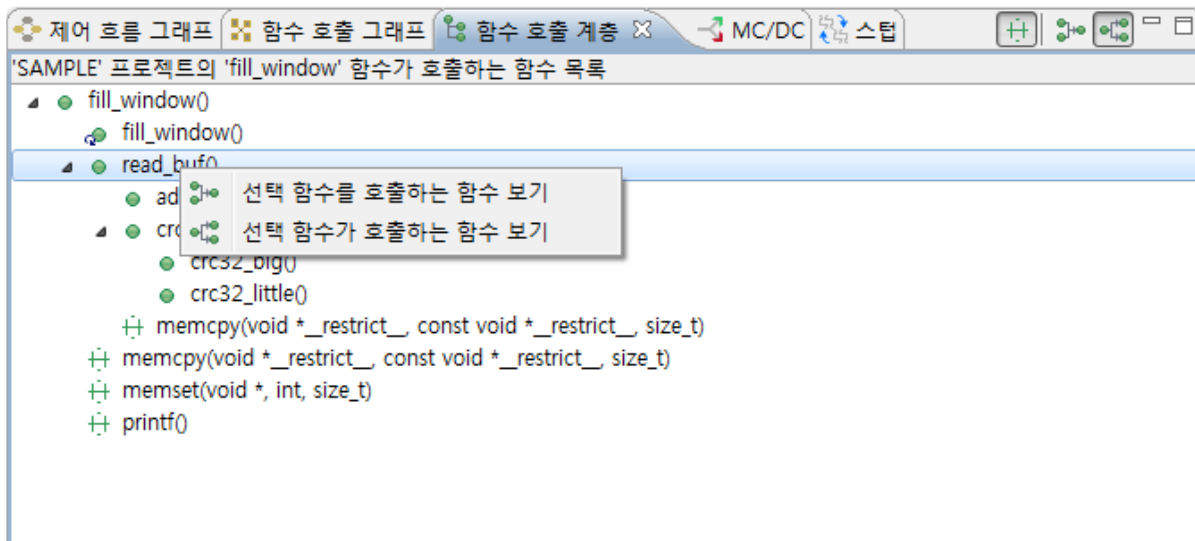 제어 흐름 그래프 함수 호출 그래프 함수 호출 계층 MC/DC 스텁
'SAMPLE' 프로젝트의 'fill_window' 함수가 호출하는 함수 목록
fill_window()
fill_window()
read_buf()
선택 함수를 호출하는 함수 보기
선택 함수가 호출하는 함수 보기
crc32_big()
crc32_little()
memcpy(void *__restrict__, const void *__restrict__, size_t)
memcpy(void *__restrict__, const void *__restrict__, size_t)
memset(void *, int, size_t)
printf()